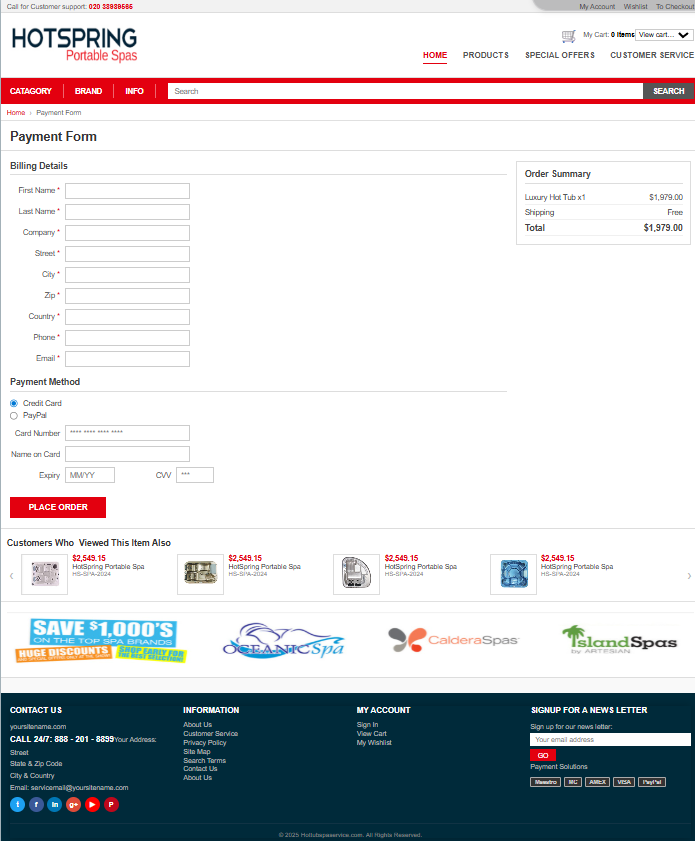 Call for Customer support. 020 38989565
My Account Wishlist To Checkout
HOTSPRING
Portable Spas
My Cart: 0 Items View cart...
HOME PRODUCTS SPECIAL OFFERS CUSTOMER SERVICE
CATAGORY BRAND INFO Search SEARCH
Home › Payment Form
Payment Form
Billing Details
First Name *
Last Name *
Company *
Street *
City *
Zip *
Country *
Phone *
Email *
Order Summary
Luxury Hot Tub x1 $1,979.00
Shipping Free
Total $1,979.00
Payment Method
Credit Card
PayPal
Card Number **** **** **** ****
Name on Card
Expiry MM/YY CVV ***
PLACE ORDER
Customers Who Viewed This Item Also
$2,549.15 $2,549.15 $2,549.15 $2,549.15
HotSpring Portable Spa HotSpring Portable Spa HotSpring Portable Spa HotSpring Portable Spa
HS-SPA-2024 HS-SPA-2024 HS-SPA-2024 HS-SPA-2024
SAVE $1,000'S
ON THE TOP SPA BRANDS
HUGE DISCOUNTS
SHOP EARLY FOR
THE BEST SELECTION!
OCEANIC Spa
CalderaSpas
IslandSpas
by ARTESIAN
CONTACT US
yoursitename.com
CALL 24/7: 888 - 201 - 8899 Your Address:
Street
State & Zip Code
City & Country
Email: servicemail@yoursitename.com
INFORMATION
About Us
Customer Service
Privacy Policy
Site Map
Search Terms
Contact Us
About Us
MY ACCOUNT
Sign In
View Cart
My Wishlist
SIGNUP FOR A NEWS LETTER
Sign up for our news letter:
Your email address
GO
Payment Solutions
Maestro MC AMEX VISA PayPal
© 2025 Hottubspaservice.com. All Rights Reserved.